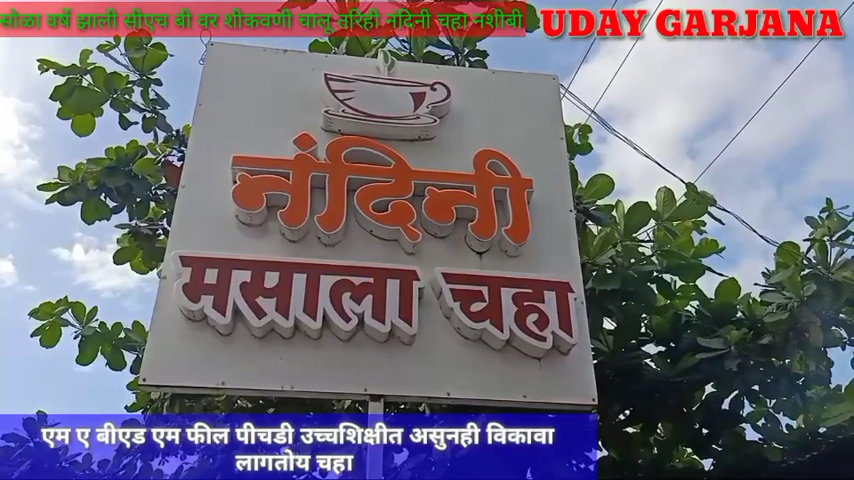 सोळा वर्षे झाली सीएच बी वर शीकवणी चालू तरिही नंदिनी चहा नशीबी
UDAY GARJANA
नंदिनी
मसाला चहा
एम ए बीएड एम फील पीचडी उच्चशिक्षीत असुनही विकावा
लागतोय चहा